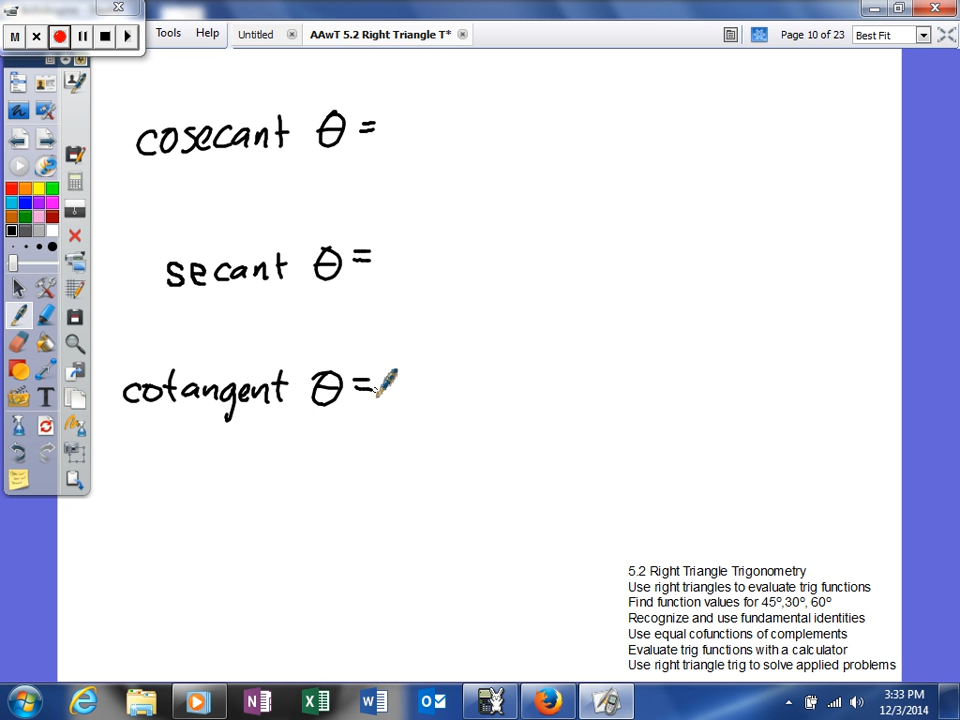 M
Tools Help Untitled AAwT 5.2 Right Triangle T* Page 10 of 23 Best Fit
cosecant θ =
secant θ =
cotangent θ =
5.2 Right Triangle Trigonometry
Use right triangles to evaluate trig functions
Find function values for 45°,30°, 60°
Recognize and use fundamental identities
Use equal cofunctions of complements
Evaluate trig functions with a calculator
Use right triangle trig to solve applied problems
3:33 PM
12/3/2014